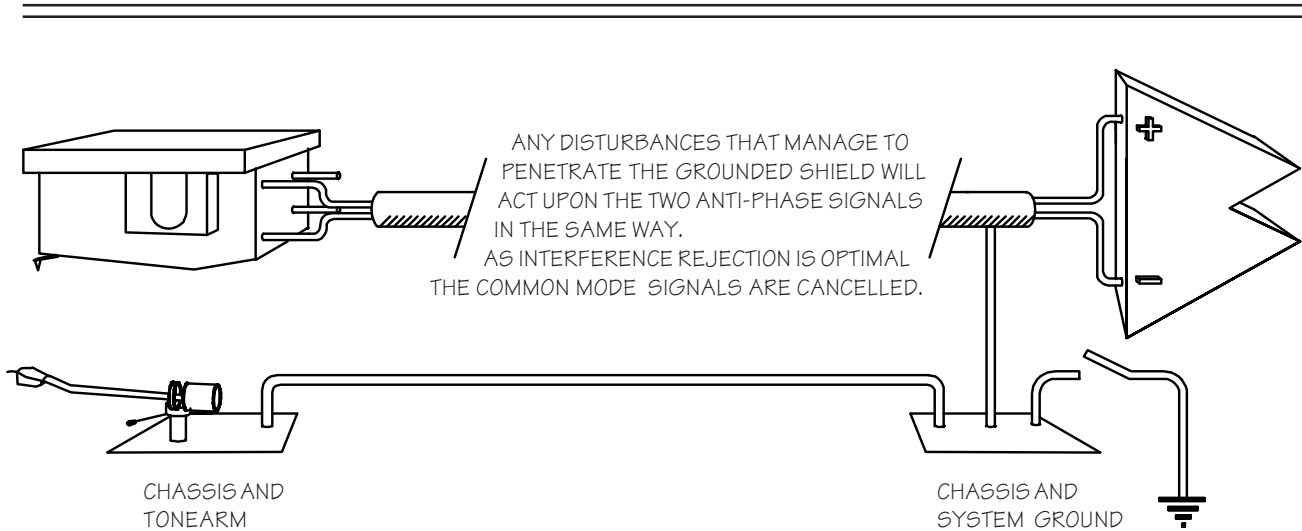 ANY DISTURBANCES THAT MANAGE TO
PENETRATE THE GROUNDED SHIELD WILL
ACT UPON THE TWO ANTI-PHASE SIGNALS
IN THE SAME WAY.
AS INTERFERENCE REJECTION IS OPTIMAL
THE COMMON MODE SIGNALS ARE CANCELLED.
+
-
CHASSIS AND
TONEARM
CHASSIS AND
SYSTEM GROUND